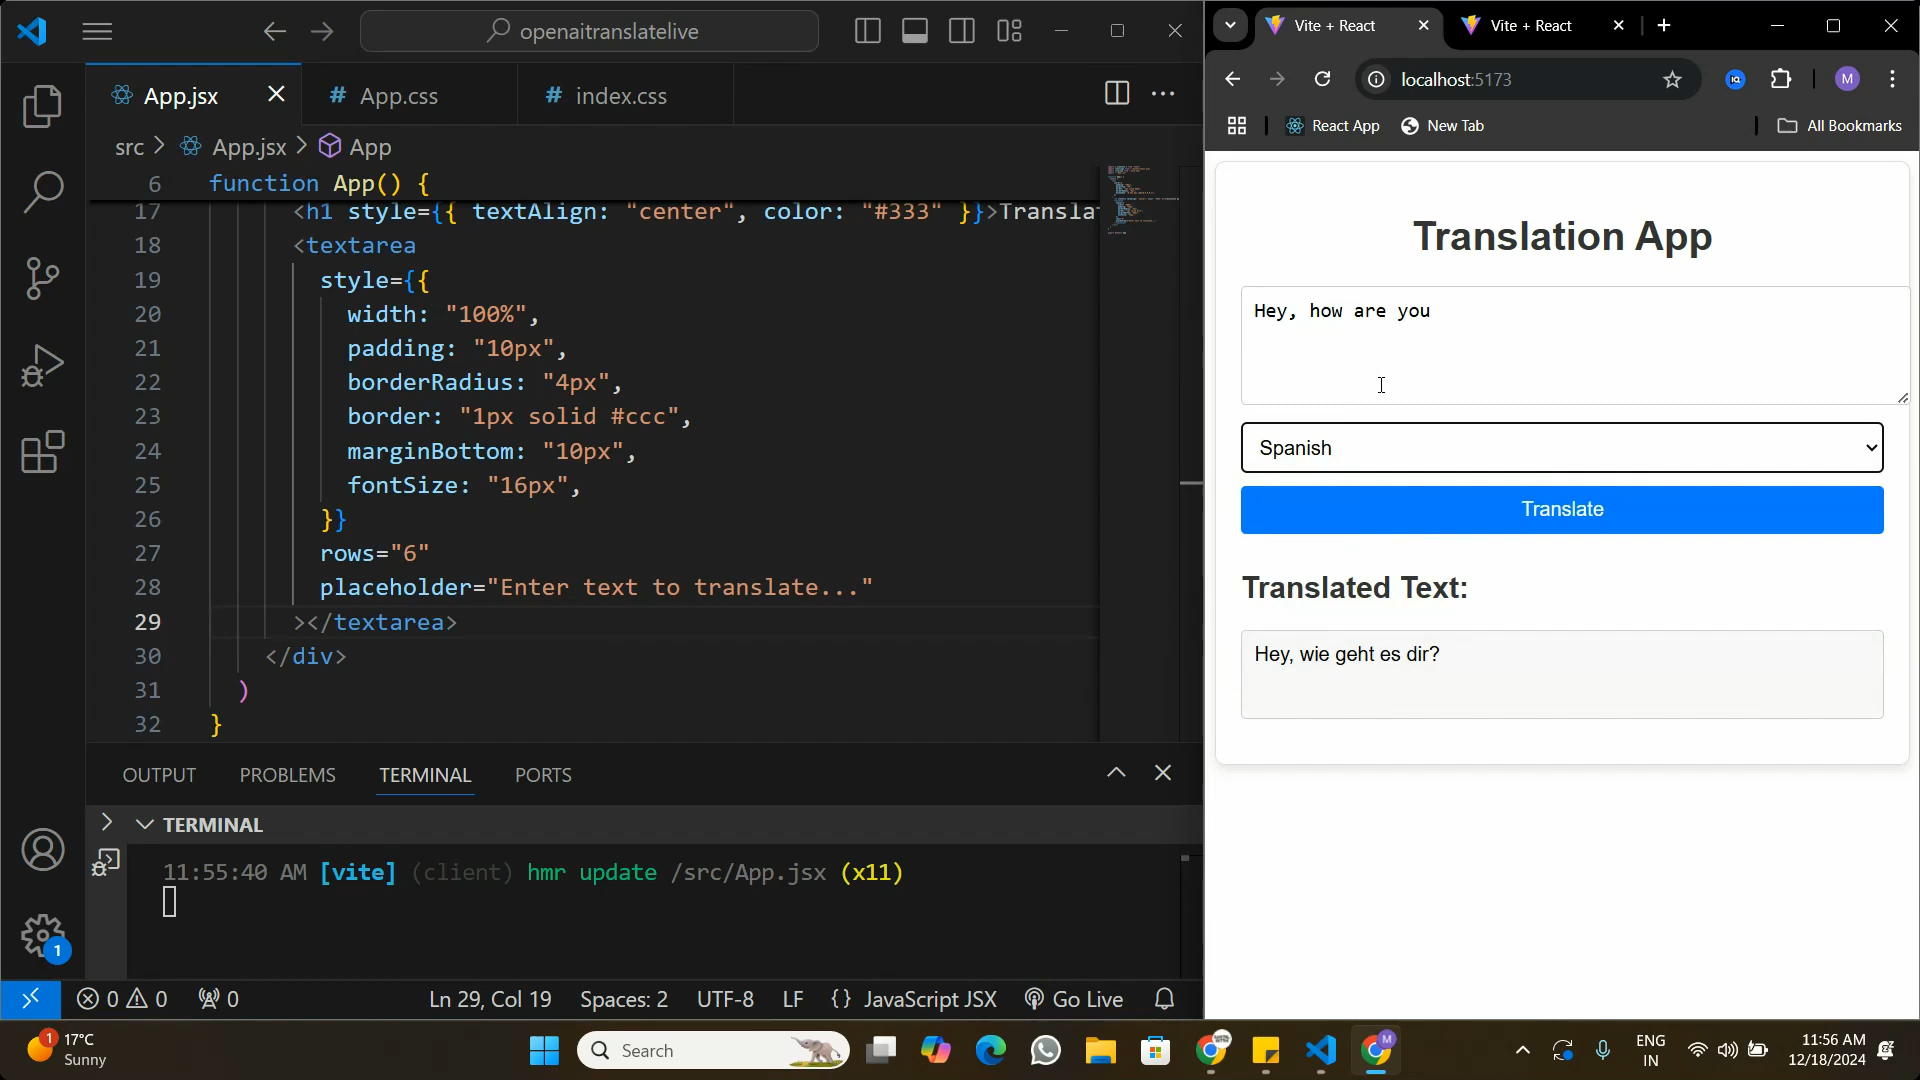 openaitranslatelive
App.jsx
# App.css
# index.css
src > App.jsx > App
6 function App() {
17 <h1 style={{ textAlign: "center", color: "#333" }}>Transla
18 <textarea
19 style={{
20 width: "100%",
21 padding: "10px",
22 borderRadius: "4px",
23 border: "1px solid #ccc",
24 marginBottom: "10px",
25 fontSize: "16px",
26 }}
27 rows="6"
28 placeholder="Enter text to translate..."
29 ></textarea>
30 </div>
31 )
32 }
OUTPUT PROBLEMS TERMINAL PORTS
TERMINAL
11:55:40 AM [vite] (client) hmr update /src/App.jsx (x11)
1
0 0 0 Ln 29, Col 19 Spaces: 2 UTF-8 LF {} JavaScript JSX Go Live
Vite + React
Vite + React
localhost:5173
M
React App
New Tab
All Bookmarks
Translation App
Hey, how are you
Spanish
Translate
Translated Text:
Hey, wie geht es dir?
1
17°C
Sunny
Search
M
ENG
IN
11:56 AM
12/18/2024